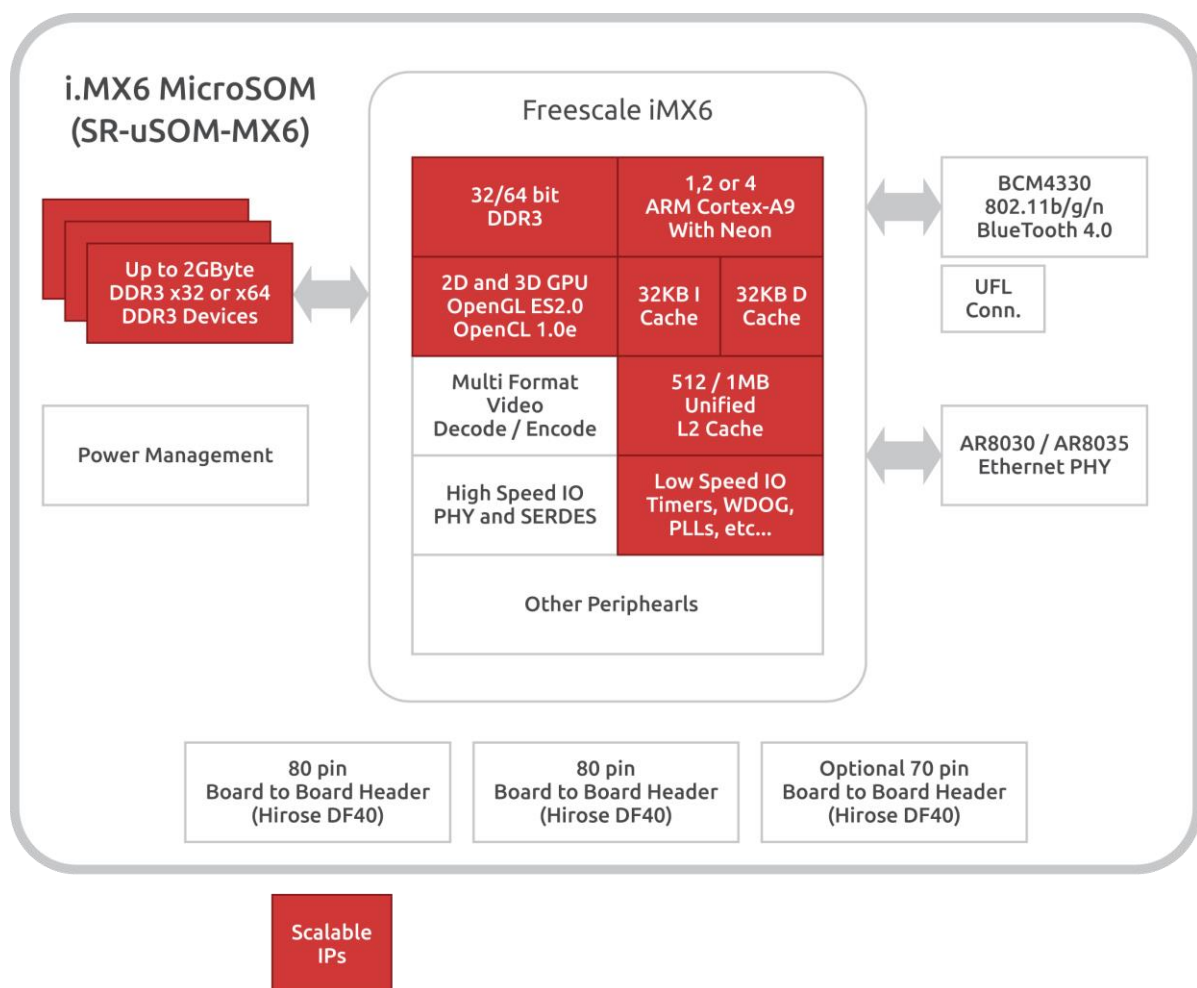 i.MX6 MicroSOM
(SR-uSOM-MX6)
Freescale iMX6
32/64 bit
DDR3
1,2 or 4
ARM Cortex-A9
With Neon
BCM4330
802.11b/g/n
BlueTooth 4.0
Up to 2GByte
DDR3 x32 or x64
DDR3 Devices
2D and 3D GPU
OpenGL ES2.0
OpenCL 1.0e
32KB I
Cache
32KB D
Cache
UFL
Conn.
Multi Format
Video
Decode / Encode
512 / 1MB
Unified
L2 Cache
Power Management
AR8030 / AR8035
Ethernet PHY
High Speed IO
PHY and SERDES
Low Speed IO
Timers, WDOG,
PLLs, etc...
Other Periphearls
80 pin
Board to Board Header
(Hirose DF40)
80 pin
Board to Board Header
(Hirose DF40)
Optional 70 pin
Board to Board Header
(Hirose DF40)
Scalable
IPs